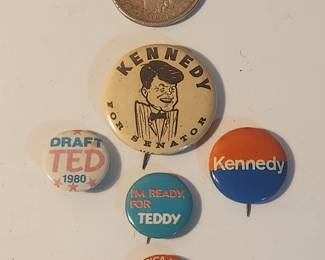 KENNEDY
FOR SENATOR
DRAFT
TED
1980
Kennedy
I'M READY,
FOR
TEDDY